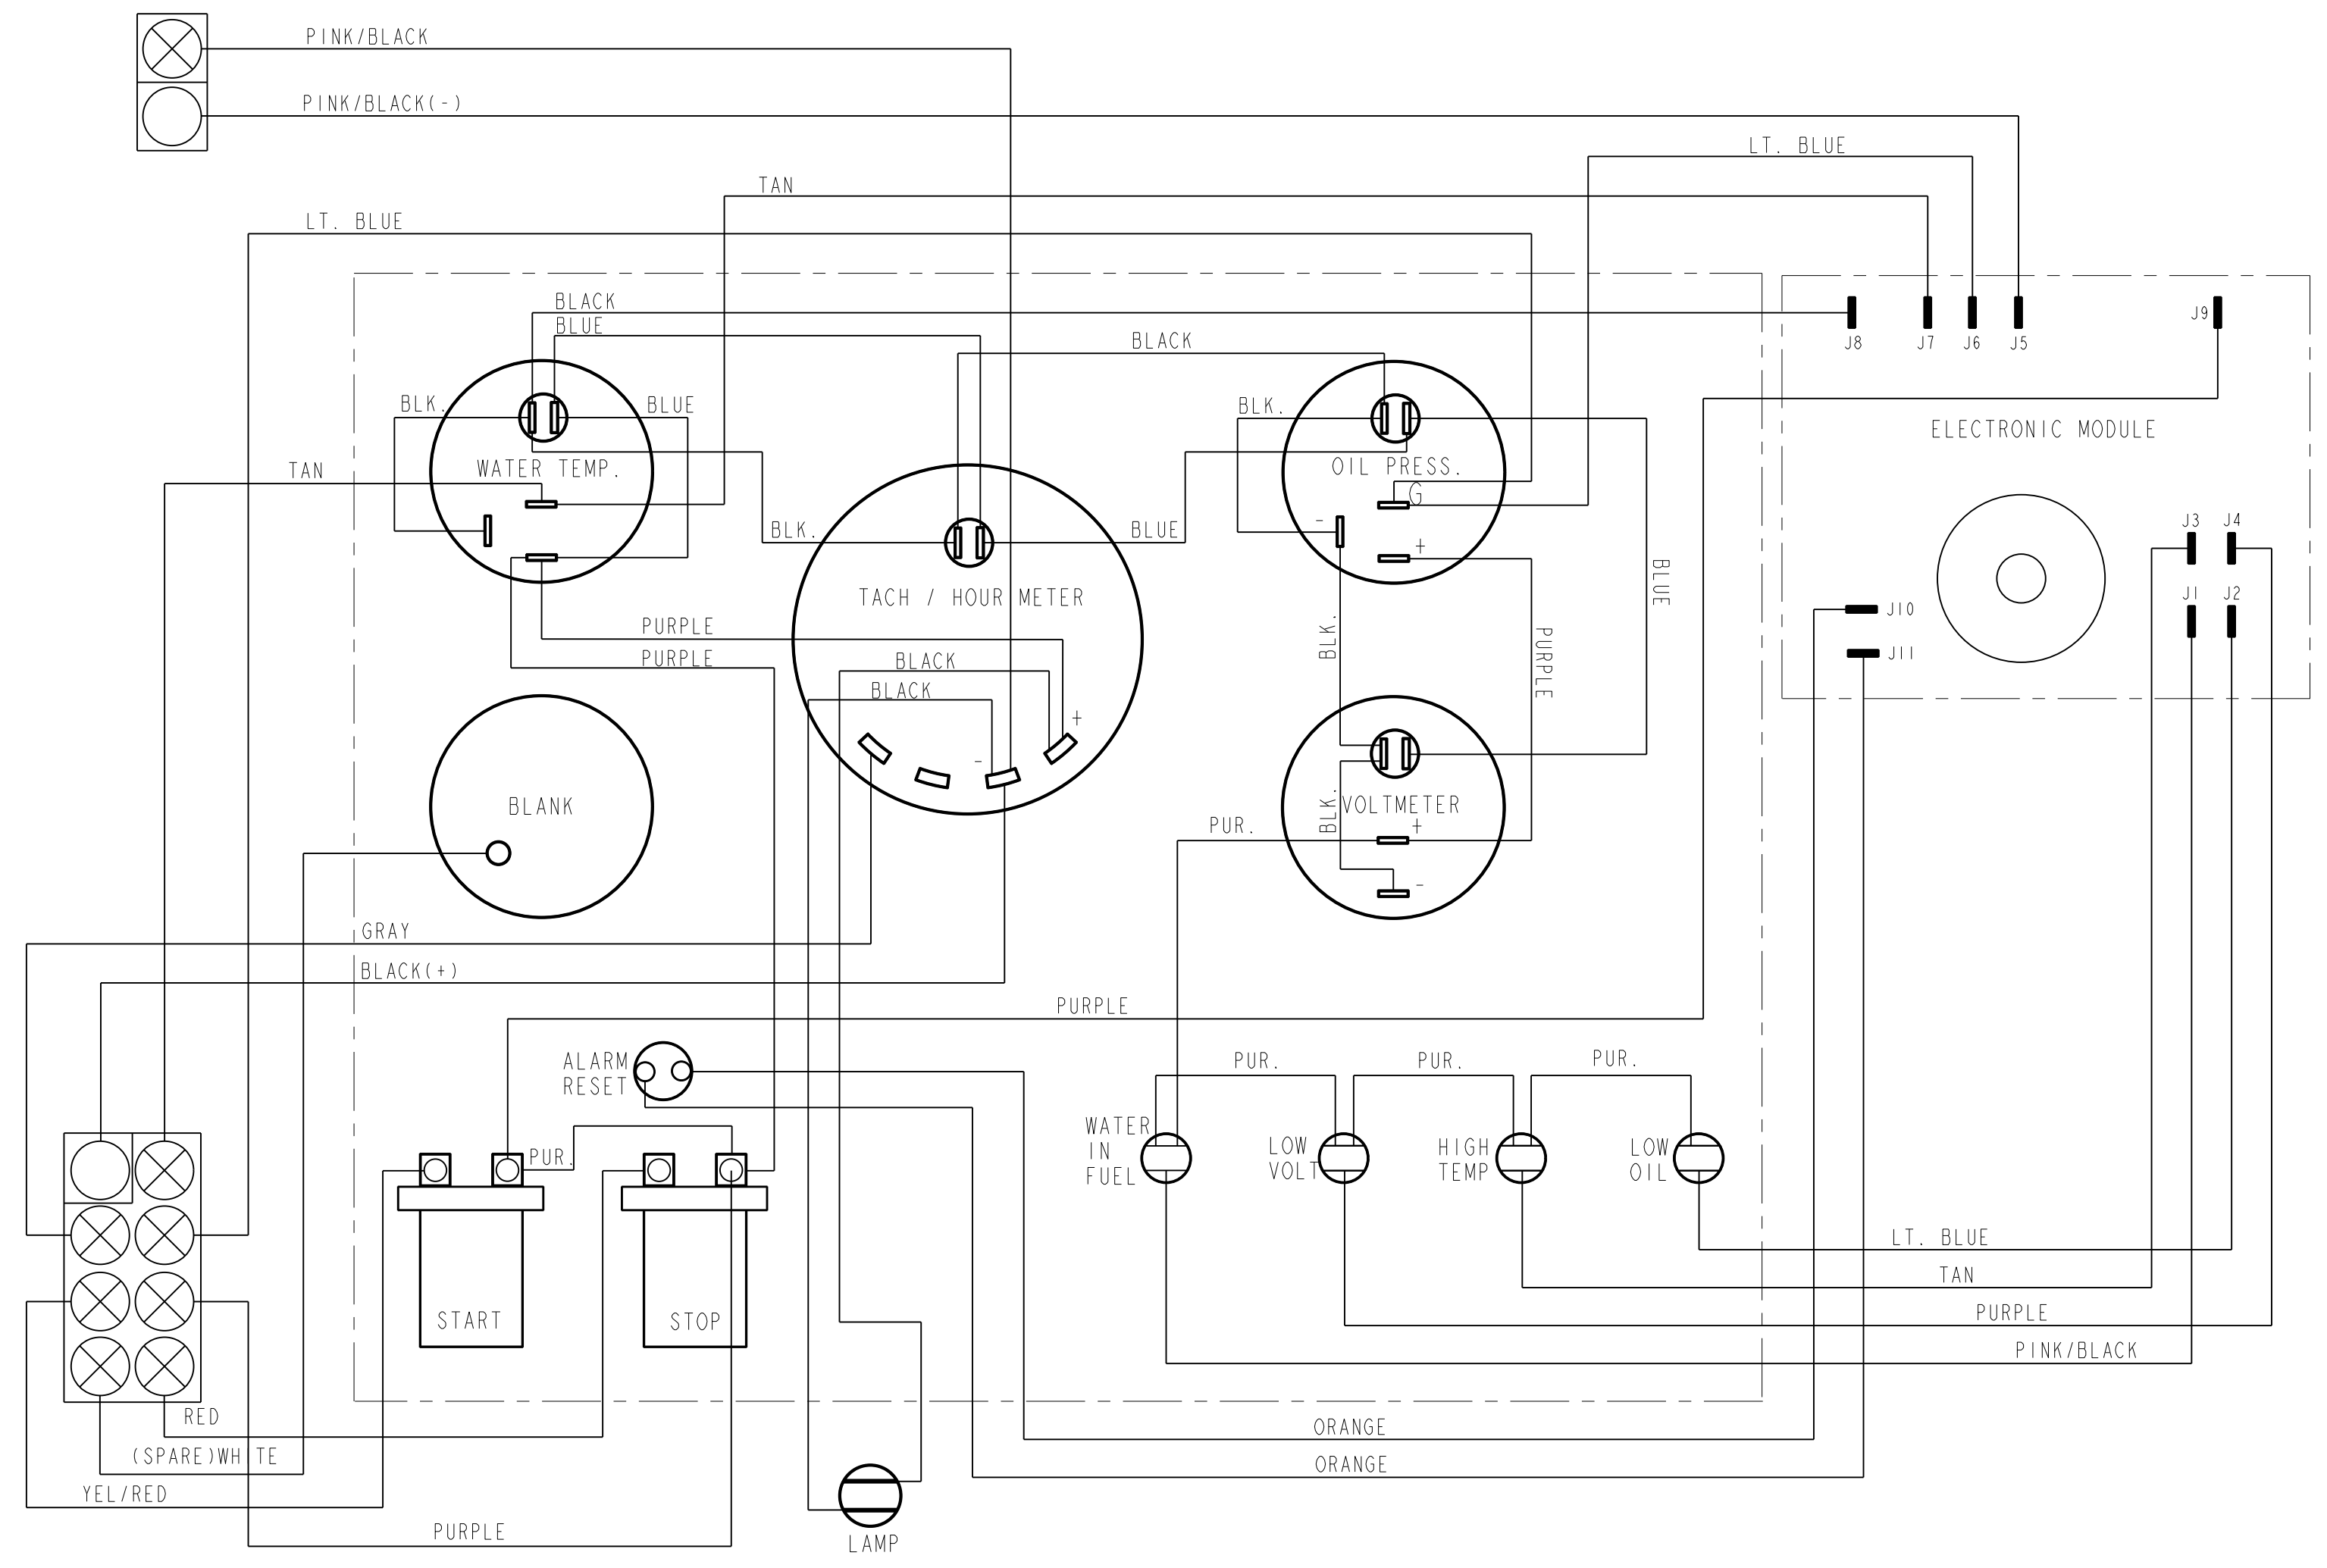 PINK/BLACK
PINK/BLACK(-)
LT. BLUE
TAN
LT. BLUE
BLACK
BLUE
BLACK
J9
J8
J7
J6
J5
BLK.
BLUE
BLK.
ELECTRONIC MODULE
TAN
WATER TEMP.
OIL PRESS.
G
-
+
BLK.
BLUE
J3
J4
BLUE
TACH / HOUR METER
J1
J2
J10
J11
PURPLE
PURPLE
BLK.
PURPLE
BLACK
BLACK
+
-
BLANK
BLK.
VOLTMETER
+
-
PUR.
GRAY
BLACK(+)
PURPLE
ALARM
RESET
PUR.
PUR.
PUR.
PUR.
WATER
IN
FUEL
LOW
VOLT
HIGH
TEMP
LOW
OIL
LT. BLUE
TAN
PURPLE
PINK/BLACK
START
STOP
RED
(SPARE)WHITE
YEL/RED
PURPLE
ORANGE
ORANGE
LAMP